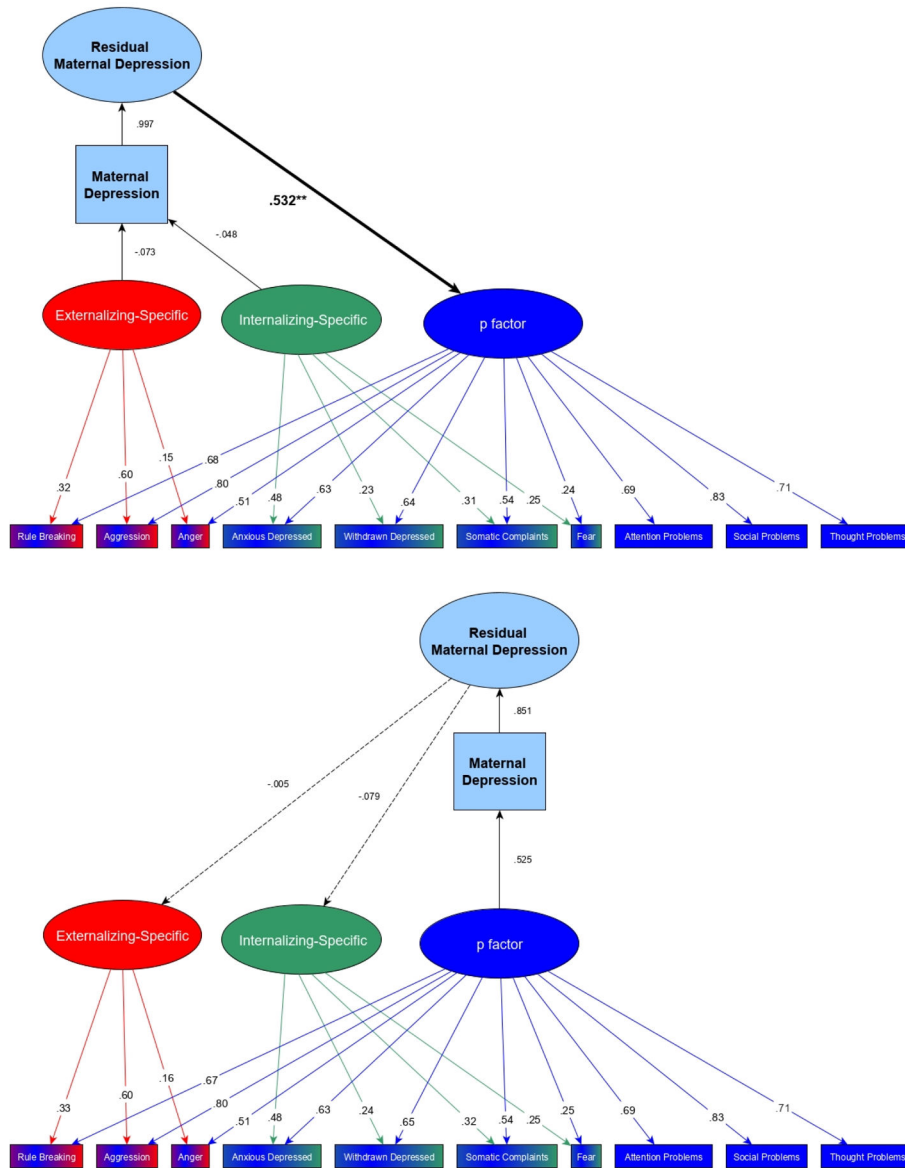 Residual
Maternal Depression
.997
Maternal
Depression
.532**
-.048
-.073
Externalizing-Specific
Internalizing-Specific
p factor
.32
.60
.15
.68
.80
.51
.48
.63
.23
.64
.31
.54
.25
.24
.69
.83
.71
Rule Breaking
Aggression
Anger
Anxious Depressed
Withdrawn Depressed
Somatic Complaints
Fear
Attention Problems
Social Problems
Thought Problems
Residual
Maternal Depression
.851
Maternal
Depression
-.005
-.079
.525
Externalizing-Specific
Internalizing-Specific
p factor
.33
.60
.16
.67
.80
.51
.48
.63
.24
.65
.32
.54
.25
.25
.69
.83
.71
Rule Breaking
Aggression
Anger
Anxious Depressed
Withdrawn Depressed
Somatic Complaints
Fear
Attention Problems
Social Problems
Thought Problems